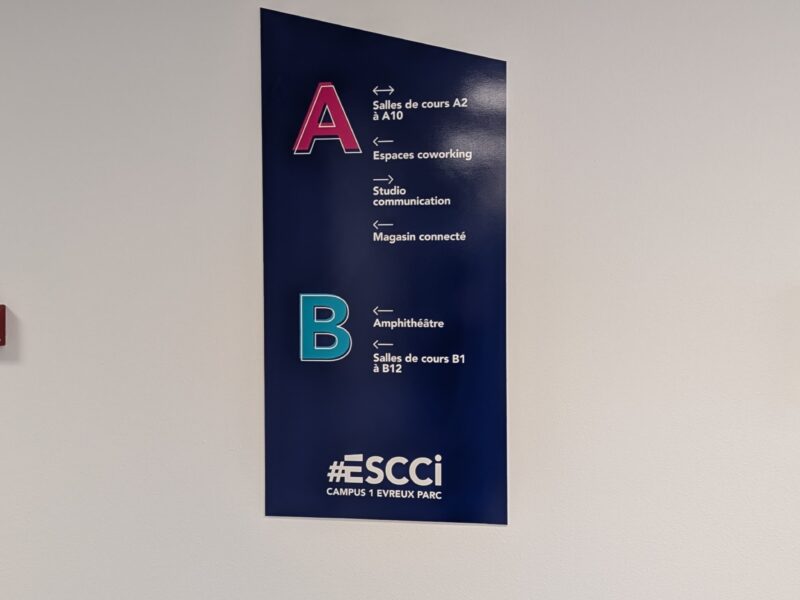 A
↔
Salles de cours A2
à A10
←
Espaces coworking
→
Studio
communication
←
Magasin connecté
B
←
Amphithéâtre
←
Salles de cours B1
à B12
#ESCCi
CAMPUS 1 EVREUX PARC